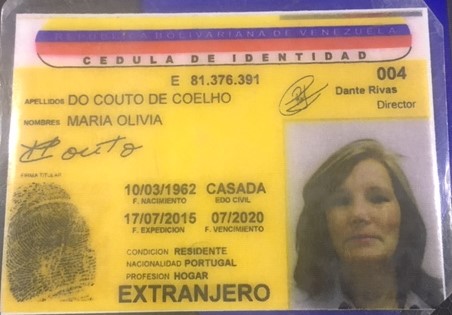 REPUBLICA BOLIVARIANA DE VENEZUELA
CEDULA DE IDENTIDAD
E 81.376.391
004
Dante Rivas
Director
APELLIDOS DO COUTO DE COELHO
NOMBRES MARIA OLIVIA
FIRMA TITULAR
10/03/1962 CASADA
F. NACIMIENTO EDO CIVIL
17/07/2015 07/2020
F. EXPEDICION F. VENCIMIENTO
CONDICION RESIDENTE
NACIONALIDAD PORTUGAL
PROFESION HOGAR
EXTRANJERO